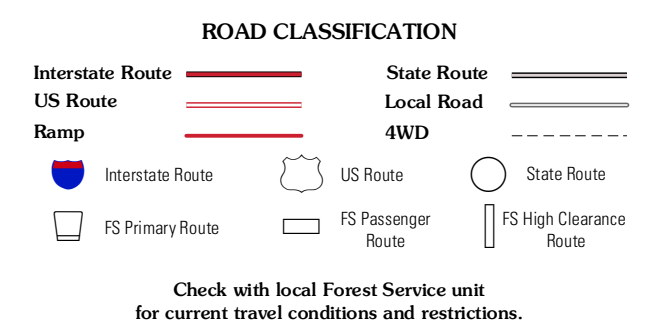 ROAD CLASSIFICATION
Interstate Route
State Route
US Route
Local Road
Ramp
4WD
Interstate Route
US Route
State Route
FS Primary Route
FS Passenger
Route
FS High Clearance
Route
Check with local Forest Service unit
for current travel conditions and restrictions.